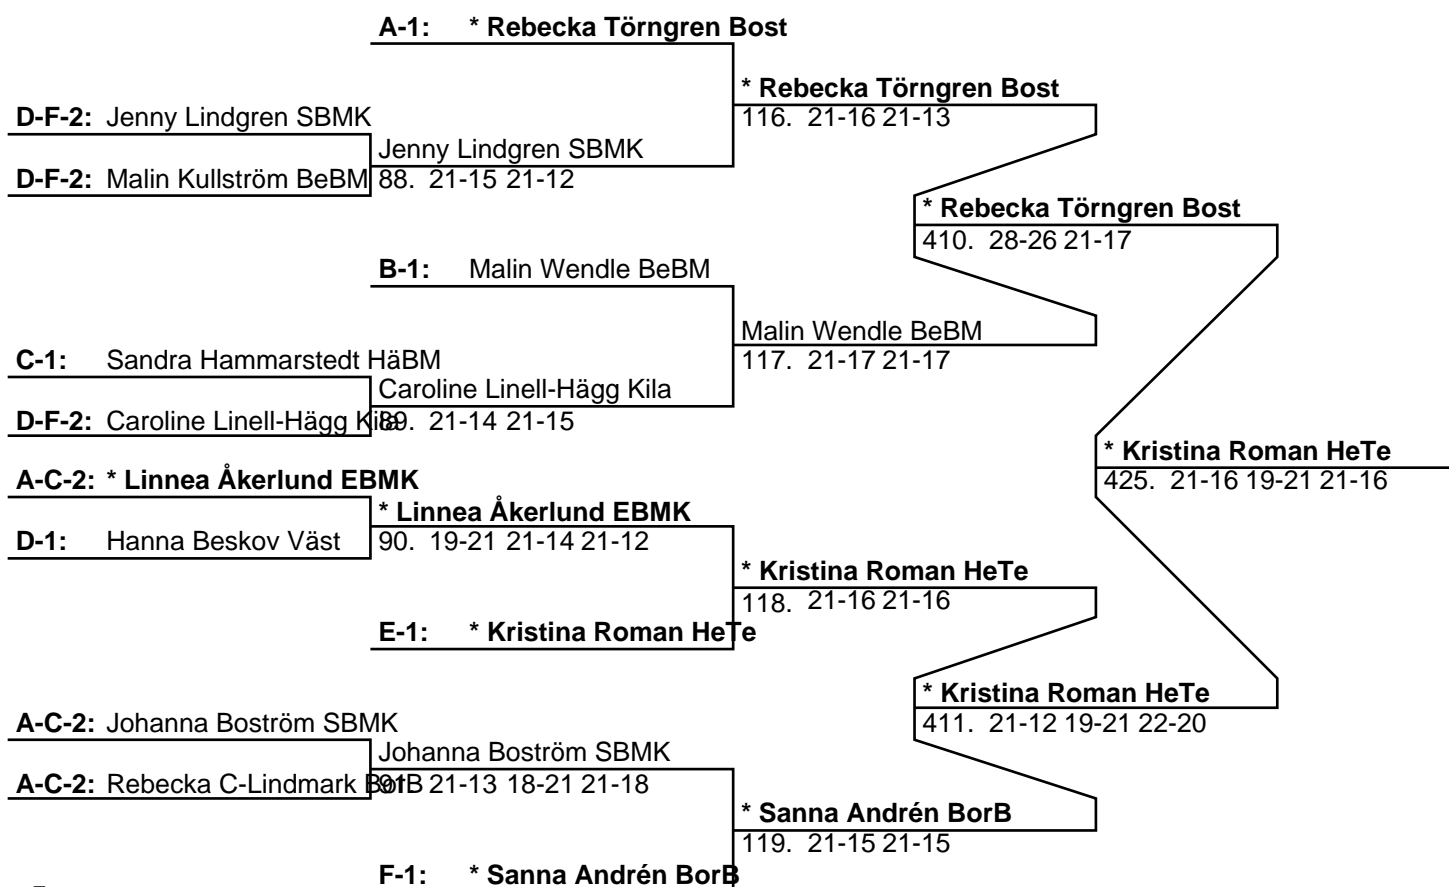 A-1: * Rebecka Törngren Bost
* Rebecka Törngren Bost
D-F-2: Jenny Lindgren SBMK
116. 21-16 21-13
Jenny Lindgren SBMK
D-F-2: Malin Kullström BeBM
88. 21-15 21-12
* Rebecka Törngren Bost
410. 28-26 21-17
B-1: Malin Wendle BeBM
Malin Wendle BeBM
C-1: Sandra Hammarstedt HäBM
117. 21-17 21-17
Caroline Linell-Hägg Kila
D-F-2: Caroline Linell-Hägg Kila
89. 21-14 21-15
* Kristina Roman HeTe
A-C-2: * Linnea Åkerlund EBMK
425. 21-16 19-21 21-16
* Linnea Åkerlund EBMK
D-1: Hanna Beskov Väst
90. 19-21 21-14 21-12
* Kristina Roman HeTe
118. 21-16 21-16
E-1: * Kristina Roman HeTe
* Kristina Roman HeTe
A-C-2: Johanna Boström SBMK
411. 21-12 19-21 22-20
Johanna Boström SBMK
A-C-2: Rebecka C-Lindmark BorB
91. 21-13 18-21 21-18
* Sanna Andrén BorB
119. 21-15 21-15
F-1: * Sanna Andrén BorB